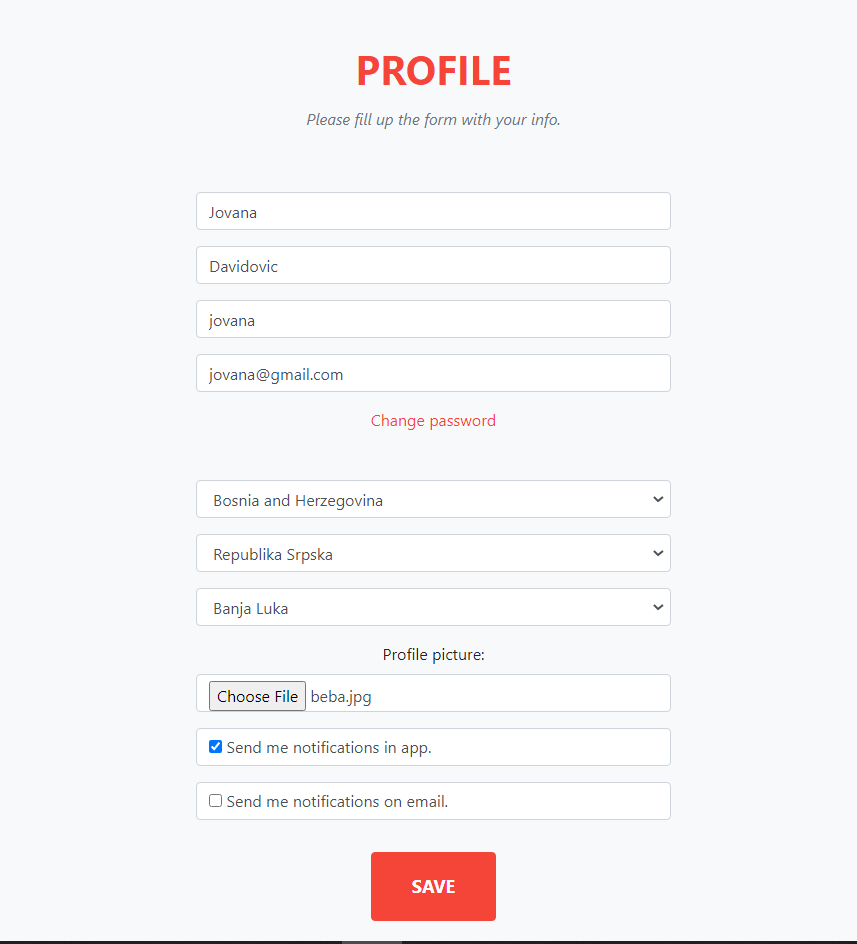 PROFILE
Please fill up the form with your info.
Jovana
Davidovic
jovana
jovana@gmail.com
Change password
Bosnia and Herzegovina
Republika Srpska
Banja Luka
Profile picture:
Choose File beba.jpg
Send me notifications in app.
Send me notifications on email.
SAVE